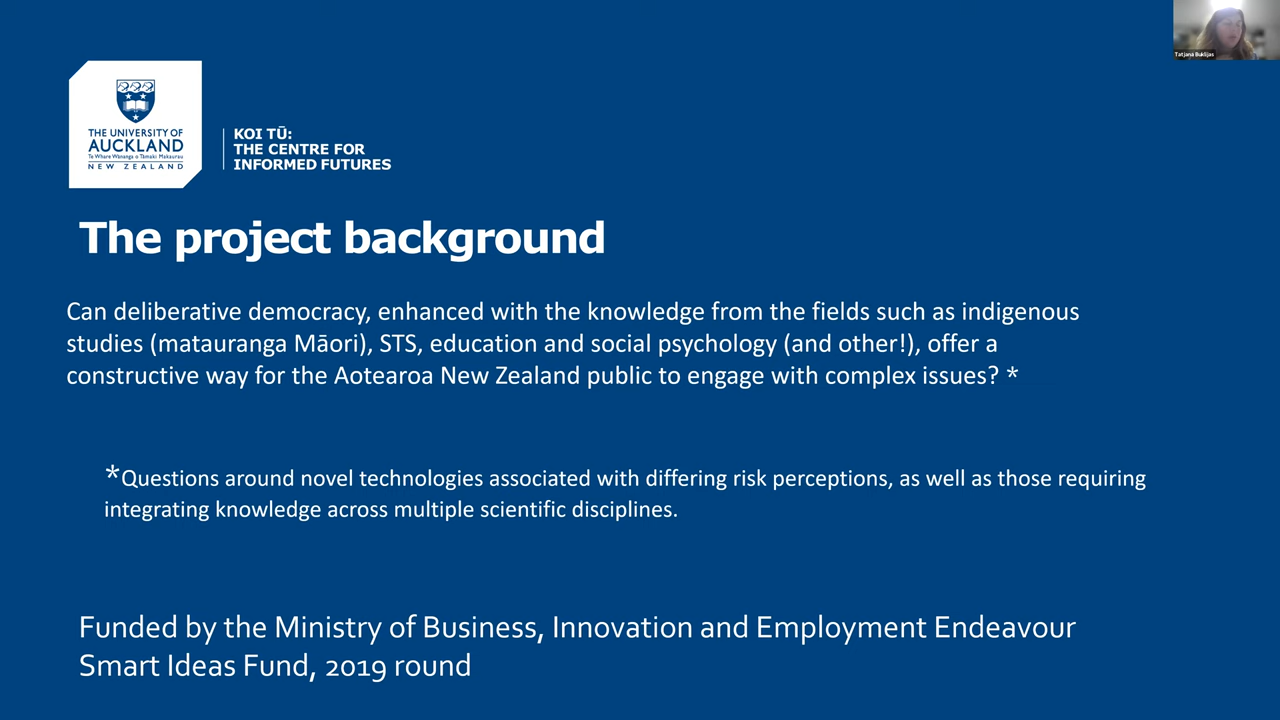 Tatjana Buklijas
THE UNIVERSITY OF
AUCKLAND
Te Whare Wānanga o Tāmaki Makaurau
NEW ZEALAND
KOI TŪ:
THE CENTRE FOR
INFORMED FUTURES
The project background
Can deliberative democracy, enhanced with the knowledge from the fields such as indigenous
studies (matauranga Māori), STS, education and social psychology (and other!), offer a
constructive way for the Aotearoa New Zealand public to engage with complex issues? *
*Questions around novel technologies associated with differing risk perceptions, as well as those requiring
integrating knowledge across multiple scientific disciplines.
Funded by the Ministry of Business, Innovation and Employment Endeavour
Smart Ideas Fund, 2019 round